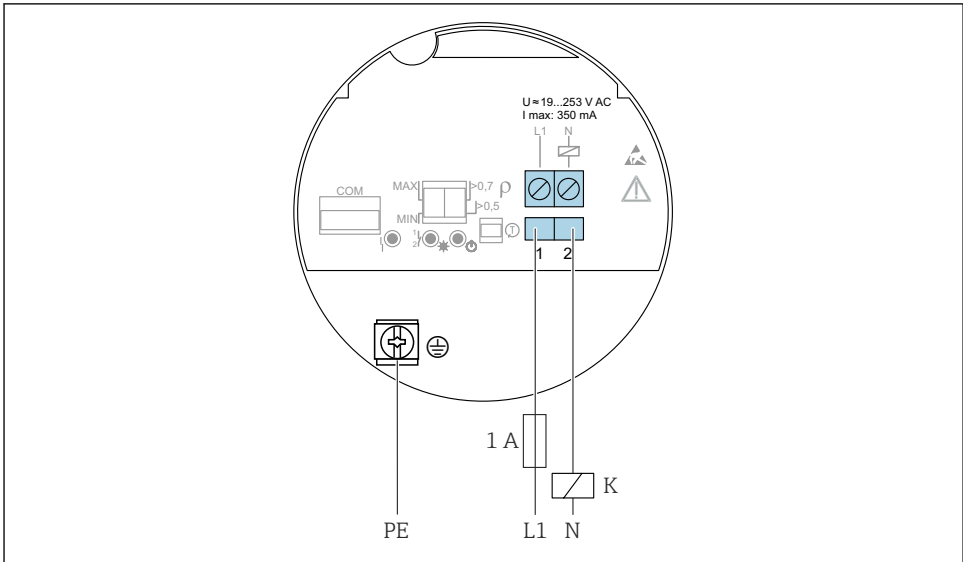 U≈19...253 V AC
I max: 350 mA
L1 N
COM
MAX >0,7 ρ
>0,5
MIN
1
2
T
1 2
1 A
K
PE L1 N